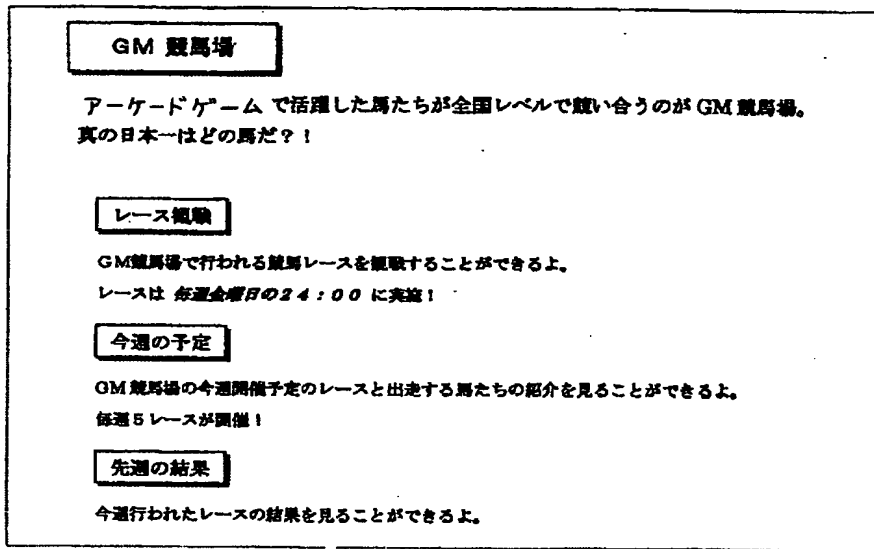 GM 競馬場
アーケードゲーム で活躍した馬たちが全国レベルで競い合うのが GM 競馬場。
真の日本一はどの馬だ？！
レース観戦
GM競馬場で行われる競馬レースを観戦することができるよ。
レースは 毎週金曜日の24：00 に実施！
今週の予定
GM 競馬場の今週開催予定のレースと出走する馬たちの紹介を見ることができるよ。
毎週5レースが開催！
先週の結果
今週行われたレースの結果を見ることができるよ。